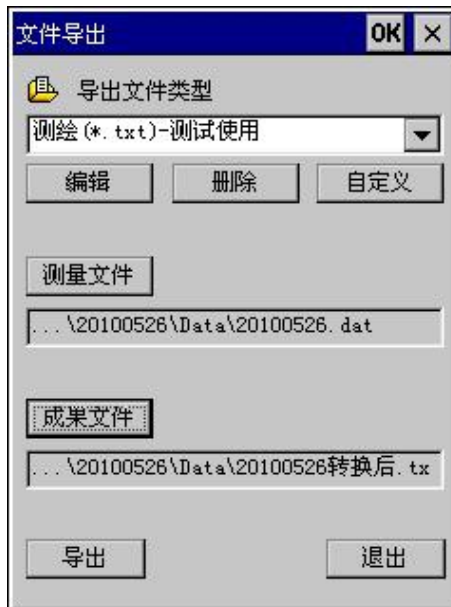 文件导出 OK ×
导出文件类型
测绘(*.txt)-测试使用
编辑 删除 自定义
测量文件
...\20100526\Data\20100526.dat
成果文件
...\20100526\Data\20100526转换后.tx
导出 退出